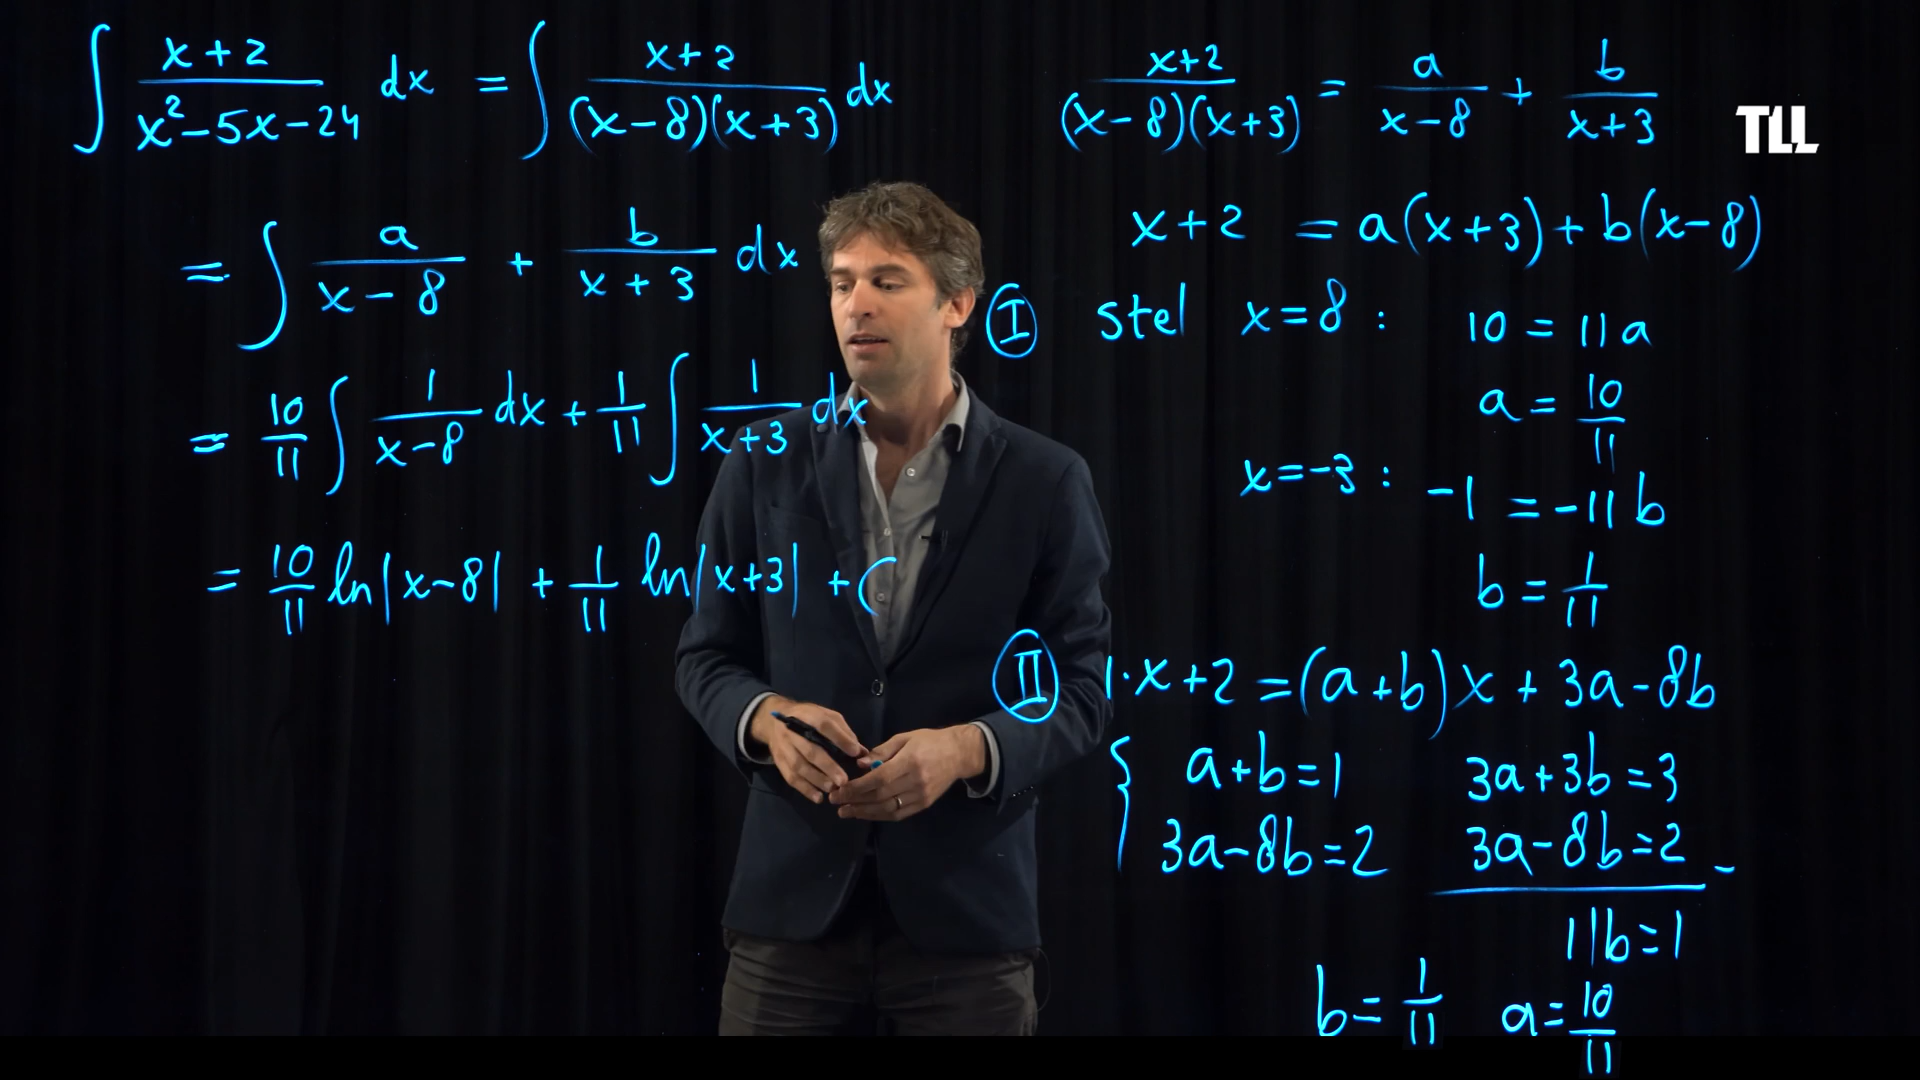 ∫ (x+2)/(x²-5x-24) dx = ∫ (x+2)/((x-8)(x+3)) dx
= ∫ a/(x-8) + b/(x+3) dx
= 10/11 ∫ 1/(x-8) dx + 1/11 ∫ 1/(x+3) dx
= 10/11 ln|x-8| + 1/11 ln|x+3| + C
(x+2)/((x-8)(x+3)) = a/(x-8) + b/(x+3)
TLL
x+2 = a(x+3)+b(x-8)
I stel x=8: 10 = 11a
a = 10/11
x=-3: -1 = -11b
b = 1/11
II 1·x+2=(a+b)x+3a-8b
{ a+b=1 3a+3b=3
3a-8b=2 3a-8b=2 -
11b=1
b= 1/11 a= 10/11